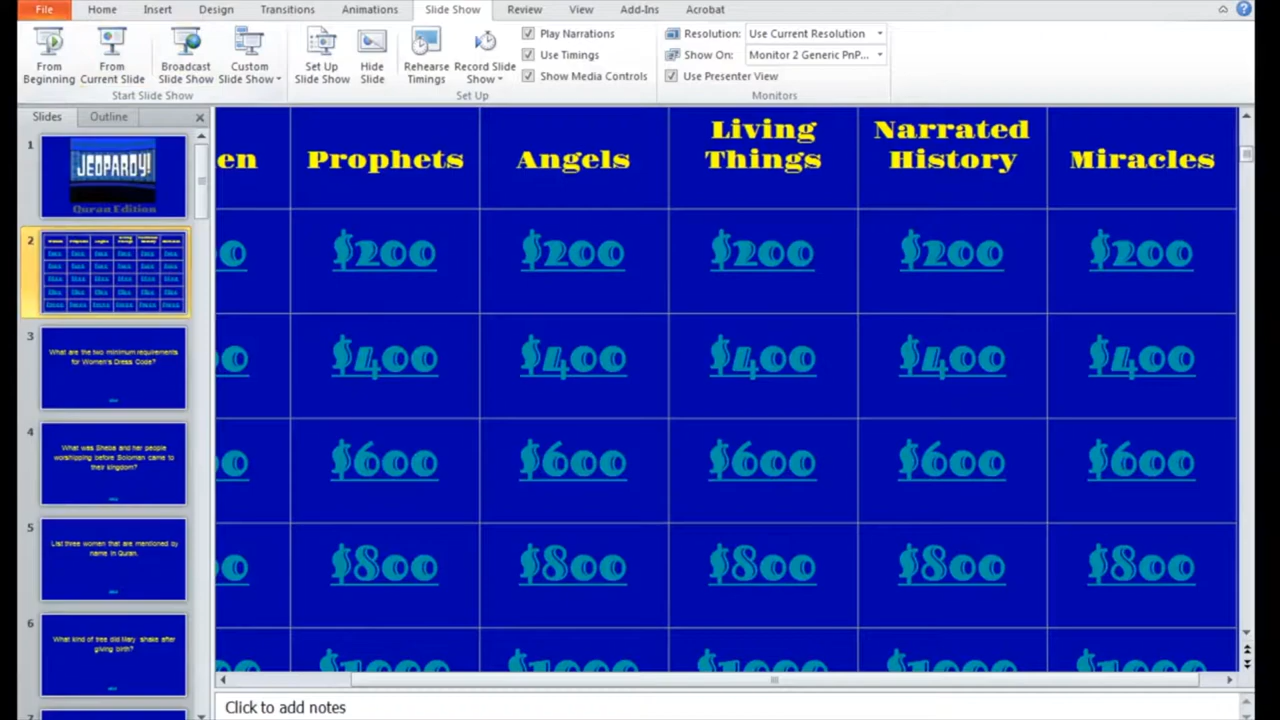 File Home Insert Design Transitions Animations Slide Show Review View Add-Ins Acrobat
From Beginning
From Current Slide
Broadcast Slide Show
Custom Slide Show
Set Up Slide Show
Hide Slide
Rehearse Timings
Record Slide Show
Play Narrations
Use Timings
Show Media Controls
Resolution: Use Current Resolution
Show On: Monitor 2 Generic PnP...
Use Presenter View
Start Slide Show
Set Up
Monitors
Slides Outline
1
JEOPARDY!
Quran Edition
2
3
What are the two minimum requirements
for Women's Dress Code?
4
What was Sheba and her people
worshipping before Soloman came to
their kingdom?
5
List three women that are mentioned by
name in Quran.
6
What kind of tree did Mary shake after
giving birth?
7
en Prophets Angels Living Things Narrated History Miracles
$200 $200 $200 $200 $200
$400 $400 $400 $400 $400
$600 $600 $600 $600 $600
$800 $800 $800 $800 $800
$1000 $1000 $1000 $1000 $1000
Click to add notes